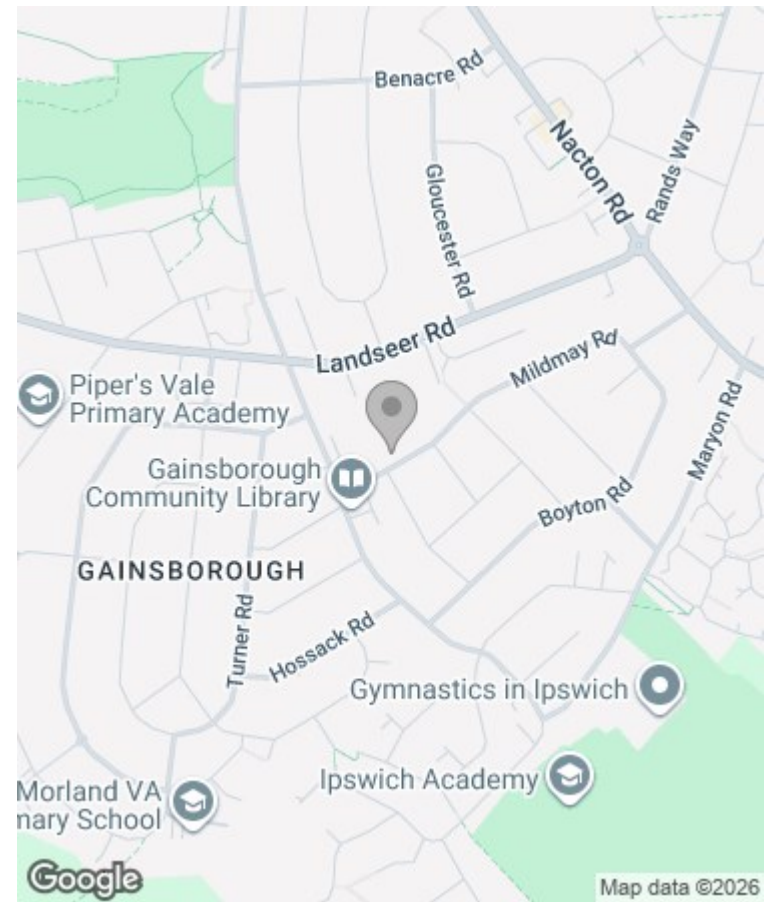 Benacre Rd
Nacton Rd
Rands Way
Gloucester Rd
Landseer Rd
Mildmay Rd
Piper's Vale
Primary Academy
Maryon Rd
Gainsborough
Community Library
Boyton Rd
GAINSBOROUGH
Turner Rd
Hossack Rd
Gymnastics in Ipswich
Ipswich Academy
Morland VA
mary School
Google
Map data ©2026